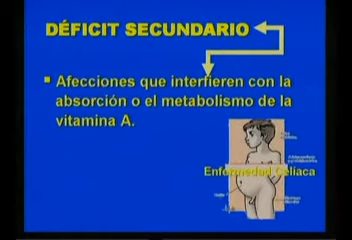 DÉFICIT SECUNDARIO
Afecciones que interfieren con la
absorción o el metabolismo de la
vitamina A.
Enfermedad Celiaca